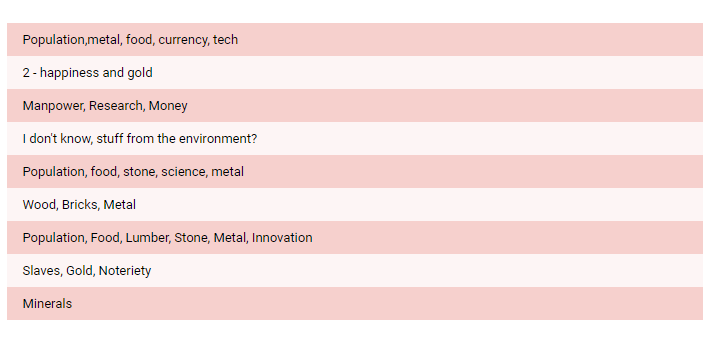 Population,metal, food, currency, tech
2 - happiness and gold
Manpower, Research, Money
I don't know, stuff from the environment?
Population, food, stone, science, metal
Wood, Bricks, Metal
Population, Food, Lumber, Stone, Metal, Innovation
Slaves, Gold, Noteriety
Minerals